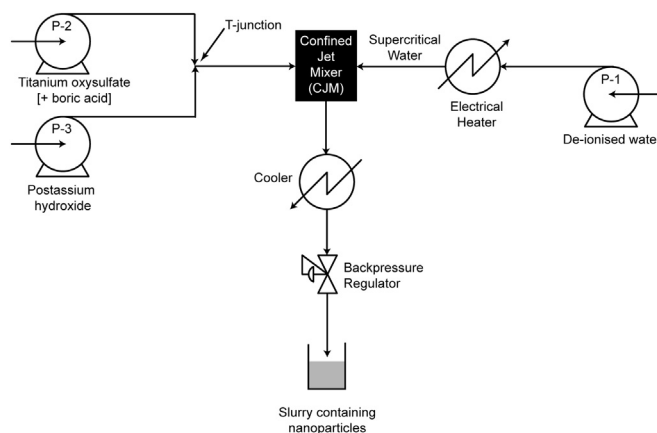 P-2
T-junction
Titanium oxysulfate
[+ boric acid]
P-3
Postassium
hydroxide
Confined
Jet
Mixer
(CJM)
Supercritical
Water
Electrical
Heater
P-1
De-ionised wate
Cooler
Backpressure
Regulator
Slurry containing
nanoparticles